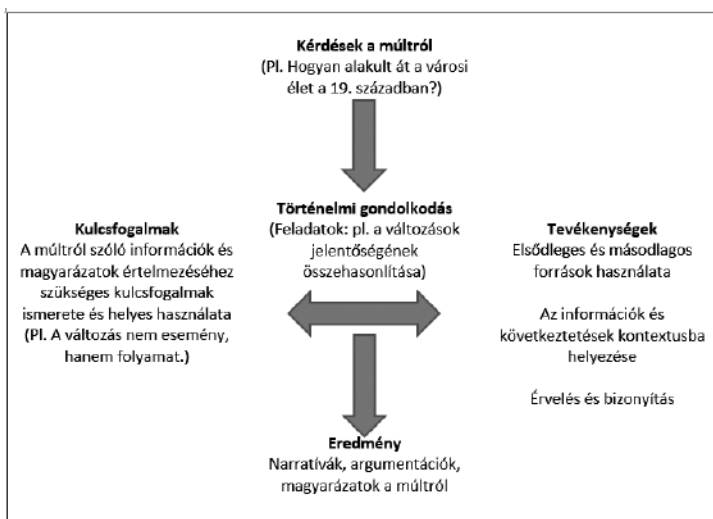 Kérdések a múltról
(Pl. Hogyan alakult át a városi
élet a 19. században?)
Történelmi gondolkodás
(Feladatok: pl. a változások
jelentőségének
összehasonlítása)
Kulcsfogalmak
A múltról szóló információk és
magyarázatok értelmezéséhez
szükséges kulcsfogalmak
ismerete és helyes használata
(Pl. A változás nem esemény,
hanem folyamat.)
Tevékenységek
Elsődleges és másodlagos
források használata
Az információk és
következtetések kontextusba
helyezése
Érvelés és bizonyítás
Eredmény
Narratívák, argumentációk,
magyarázatok a múltról